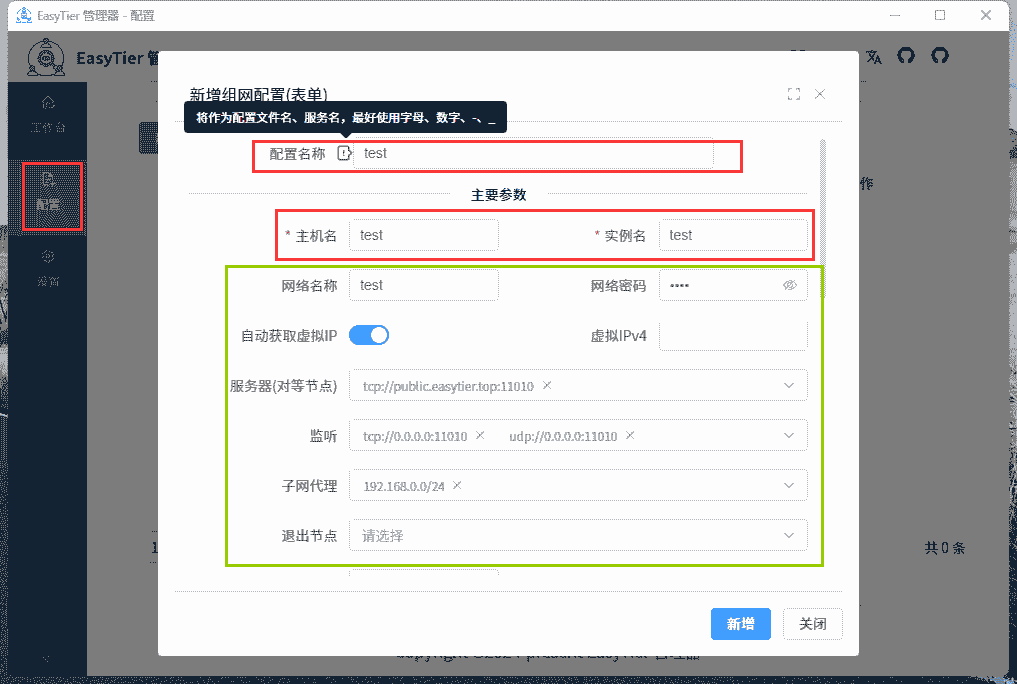 EasyTier 管理器 - 配置
EasyTier 管
工作台
新增组网配置(表单)
将作为配置文件名、服务名，最好使用字母、数字、-、_
配置名称 test
配置
作
主要参数
* 主机名 test * 实例名 test
设置
网络名称 test 网络密码 ••••
自动获取虚拟IP 虚拟IPv4
服务器(对等节点) tcp://public.easytier.top:11010
监听 tcp://0.0.0.0:11010 udp://0.0.0.0:11010
子网代理 192.168.0.0/24
退出节点 请选择
1 共 0 条
新增 关闭